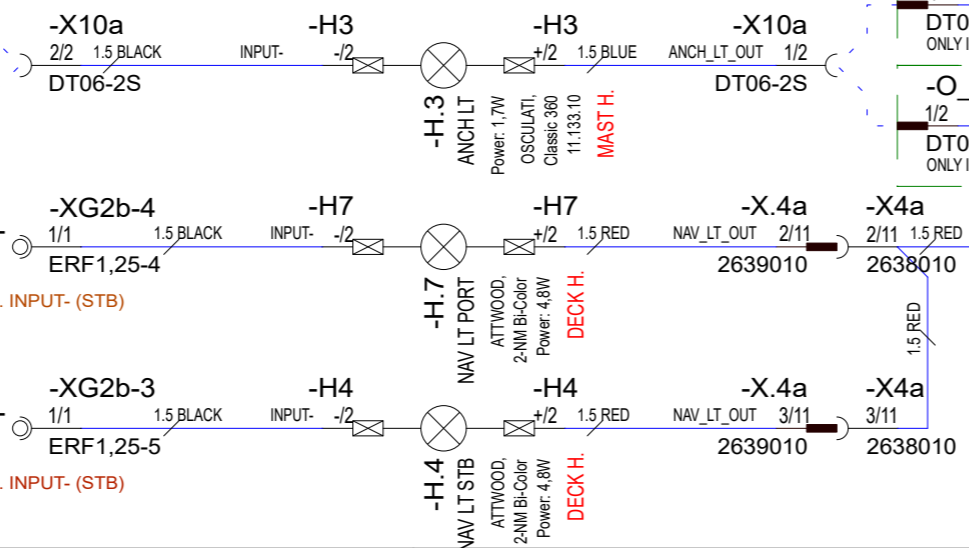 -X10a
2/2
1.5 BLACK
INPUT-
-H3
-/2
DT06-2S
-H.3
ANCH LT
Power: 1,7W
OSCULATI,
Classic 360
11.133.10
MAST H.
-H3
+/2
1.5 BLUE
ANCH_LT_OUT
-X10a
1/2
DT06-2S
DT0
ONLY I
-O_
1/2
DT0
ONLY I
-XG2b-4
1/1
1.5 BLACK
INPUT-
-H7
-/2
ERF1,25-4
INPUT- (STB)
-H.7
NAV LT PORT
ATTWOOD,
2-NM Bi-Color
Power: 4,8W
DECK H.
-H7
+/2
1.5 RED
NAV_LT_OUT
-X.4a
2/11
2639010
-X4a
2/11
1.5 RED
2638010
1.5 RED
-XG2b-3
1/1
1.5 BLACK
INPUT-
-H4
-/2
ERF1,25-5
INPUT- (STB)
-H.4
NAV LT STB
ATTWOOD,
2-NM Bi-Color
Power: 4,8W
DECK H.
-H4
+/2
1.5 RED
NAV_LT_OUT
-X.4a
3/11
2639010
-X4a
3/11
2638010